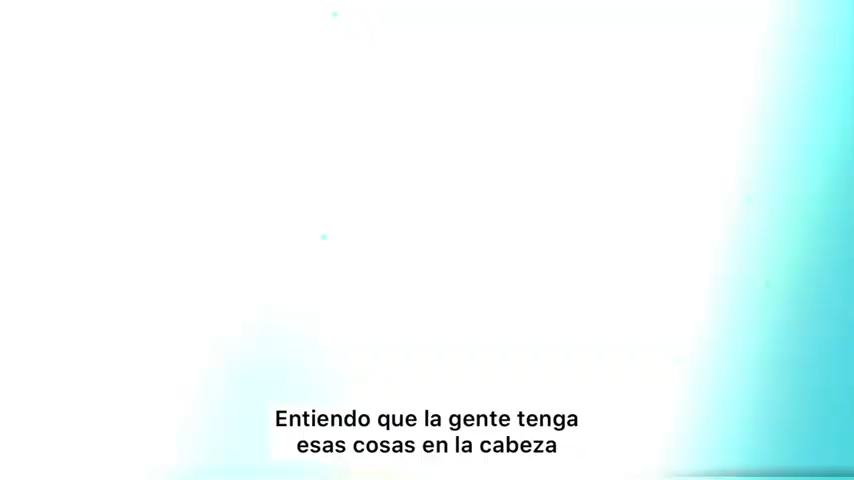 Entiendo que la gente tenga
esas cosas en la cabeza